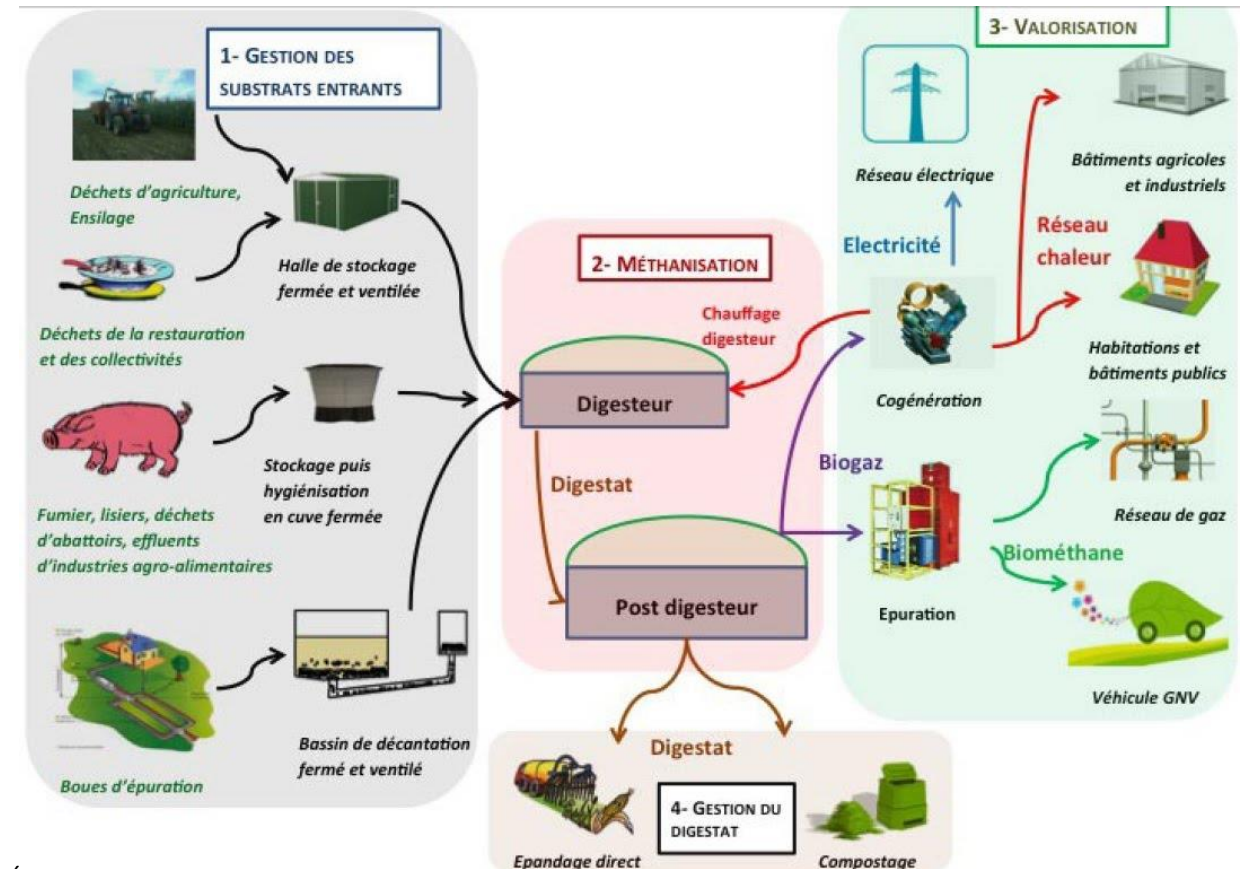 1- GESTION DES
SUBSTRATS ENTRANTS
Déchets d'agriculture,
Ensilage
Halle de stockage
fermée et ventilée
Déchets de la restauration
et des collectivités
Stockage puis
hygiénisation
en cuve fermée
Fumier, lisiers, déchets
d'abattoirs, effluents
d'industries agro-alimentaires
Bassin de décantation
fermé et ventilé
Boues d'épuration
2- MÉTHANISATION
Chauffage
digesteur
Digesteur
Digestat
Biogaz
Post digesteur
3- VALORISATION
Réseau électrique
Bâtiments agricoles
et industriels
Electricité
Réseau
chaleur
Cogénération
Habitations et
bâtiments publics
Réseau de gaz
Biométhane
Epuration
Véhicule GNV
Digestat
4- GESTION DU
DIGESTAT
Epandage direct
Compostage